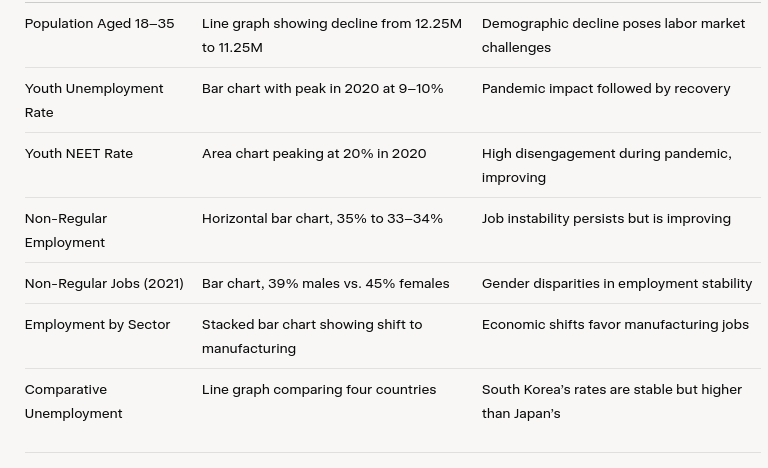 Population Aged 18–35
Line graph showing decline from 12.25M
to 11.25M
Demographic decline poses labor market
challenges
Youth Unemployment
Rate
Bar chart with peak in 2020 at 9–10%
Pandemic impact followed by recovery
Youth NEET Rate
Area chart peaking at 20% in 2020
High disengagement during pandemic,
improving
Non-Regular
Employment
Horizontal bar chart, 35% to 33–34%
Job instability persists but is improving
Non-Regular Jobs (2021)
Bar chart, 39% males vs. 45% females
Gender disparities in employment stability
Employment by Sector
Stacked bar chart showing shift to
manufacturing
Economic shifts favor manufacturing jobs
Comparative
Unemployment
Line graph comparing four countries
South Korea’s rates are stable but higher
than Japan’s